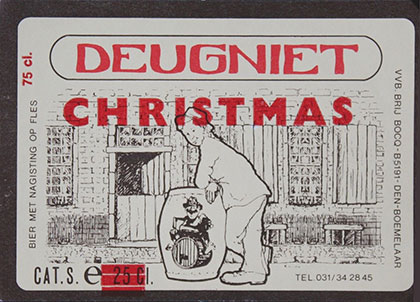 DEUGNIET
CHRISTMAS
75 cl.
BIER MET NAGISTING OP FLES
VVB. BRIJ BOCQ - B5191 - DEN-BOEMELAAR
CAT.S. e 25 Cl.
TEL. 031/34 28 45